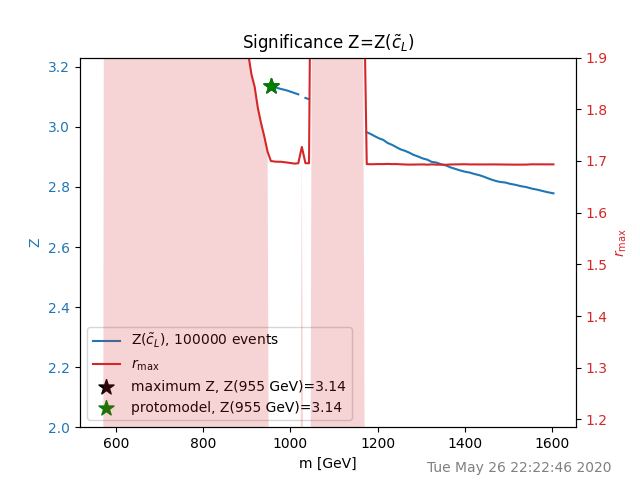 Significance Z=Z(c̃_L)
3.2
3.0
2.8
2.6
2.4
2.2
2.0
Z
1.9
1.8
1.7
1.6
1.5
1.4
1.3
1.2
r_max
Z(c̃_L), 100000 events
r_max
maximum Z, Z(955 GeV)=3.14
protomodel, Z(955 GeV)=3.14
600 800 1000 1200 1400 1600
m [GeV]
Tue May 26 22:22:46 2020